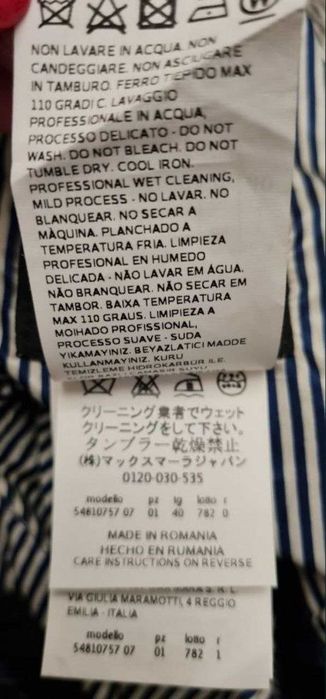 NON LAVARE IN ACQUA. NON
CANDEGGIARE. NON ASCIUGARE
IN TAMBURO. FERRO TIEPIDO MAX
110 GRADI C. LAVAGGIO
PROFESSIONALE IN ACQUA,
PROCESSO DELICATO - DO NOT
WASH. DO NOT BLEACH. DO NOT
TUMBLE DRY. COOL IRON.
PROFESSIONAL WET CLEANING,
MILD PROCESS - NO LAVAR. NO
BLANQUEAR. NO SECAR A
MÀQUINA. PLANCHADO A
TEMPERATURA FRIA. LIMPIEZA
PROFESIONAL EN HUMEDO
DELICADA - NÃO LAVAR EM ÁGUA.
NÃO BRANQUEAR. NÃO SECAR EM
TAMBOR. BAIXA TEMPERATURA
MAX 110 GRAUS. LIMPIEZA A
MOIHADO PROFISSIONAL,
PROCESSO SUAVE - SUDA
YIKAMAYINIZ. BEYAZLATICI MADDE
KULLANMAYINIZ. KURU
TEMIZLEME HIDROKARBÜR ILE.
クリーニング業者でウェット
クリーニングをして下さい。
タンブラー乾燥禁止
(株)マックスマーラジャパン
0120-030-535
modello pz tg lotto r
54810757 07 01 40 782 0
MADE IN ROMANIA
HECHO EN RUMANIA
CARE INSTRUCTIONS ON REVERSE
S. R. L.
VIA GIULIA MARAMOTTI, 4 REGGIO
EMILIA - ITALIA
modello pz lotto r
54810757 07 01 782 1